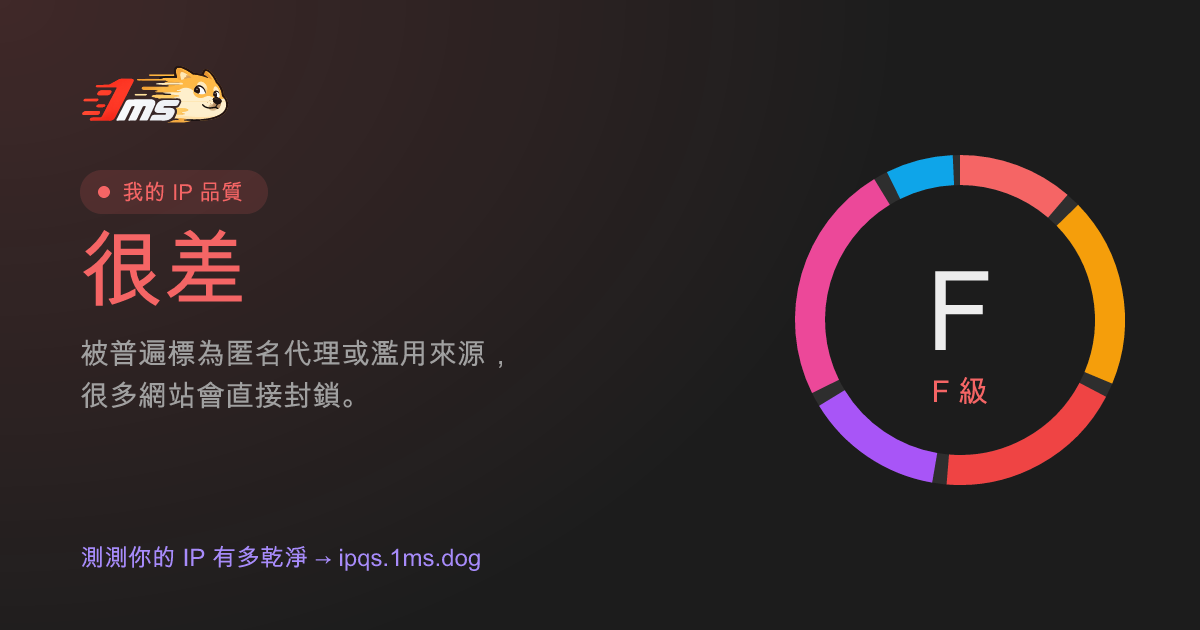 1ms
我的 IP 品質
很差
被普遍標為匿名代理或濫用來源，
很多網站會直接封鎖。
F
F 級
測測你的 IP 有多乾淨 → ipqs.1ms.dog